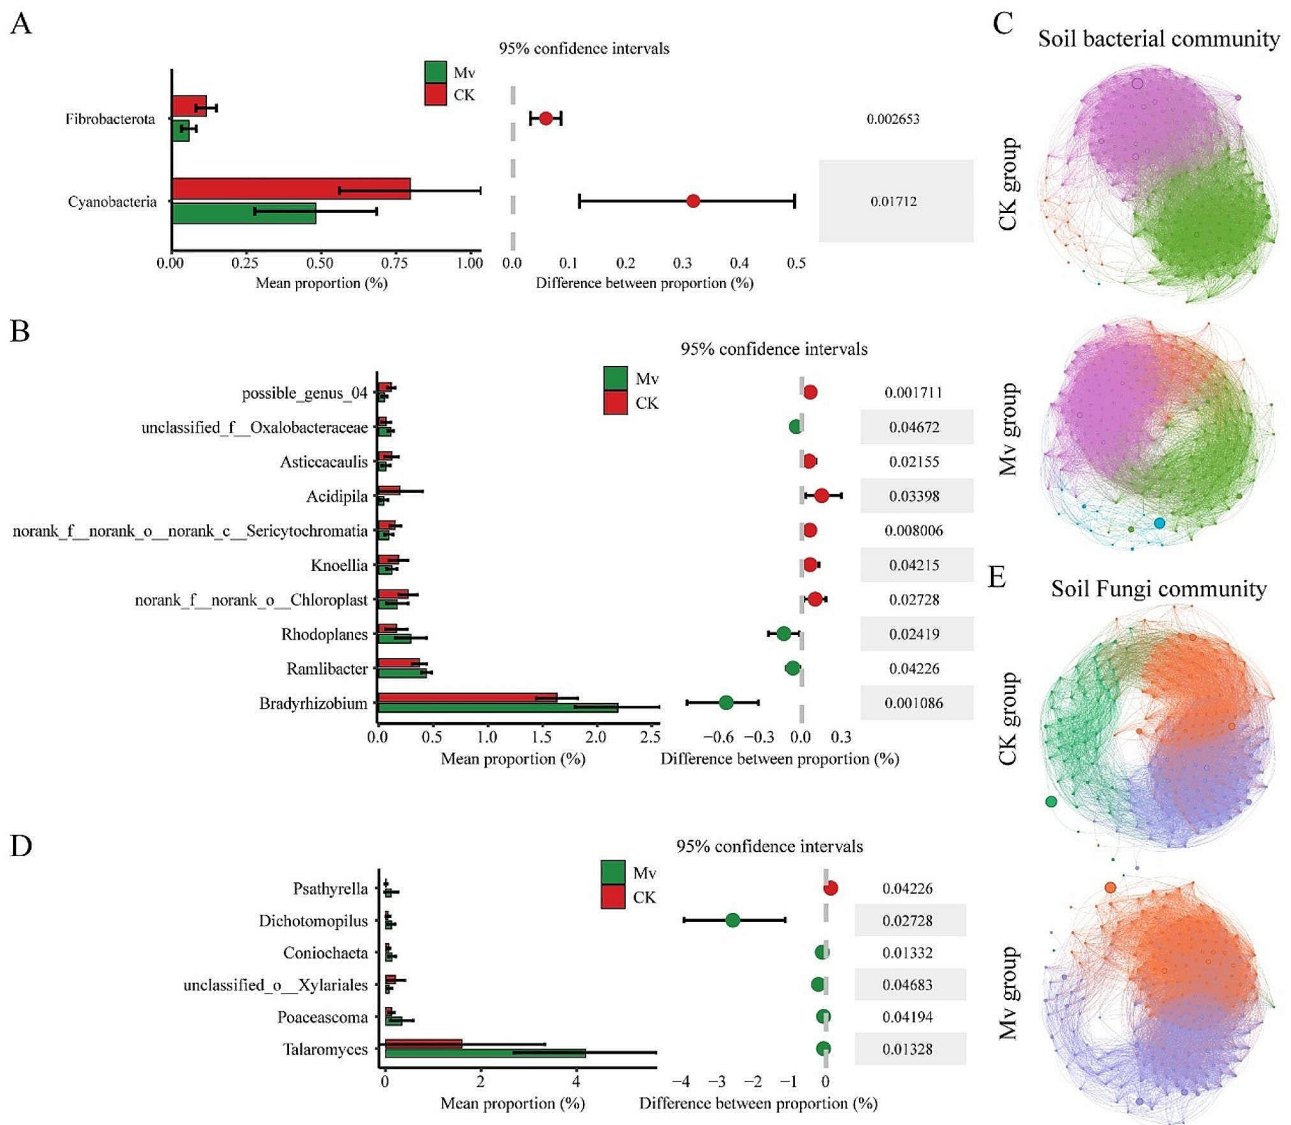 A
95% confidence intervals
Mv
CK
Fibrobacterota
0.002653
Cyanobacteria
0.01712
0.00 0.25 0.50 0.75 1.00
0.0 0.1 0.2 0.3 0.4 0.5
Mean proportion (%)
Difference between proportion (%)
B
95% confidence intervals
Mv
CK
possible_genus_04
0.001711
unclassified_f__Oxalobacteraceae
0.04672
Asticcacaulis
0.02155
Acidipila
0.03398
norank_f__norank_o__norank_c__Sericytochromatia
0.008006
Knoellia
0.04215
norank_f__norank_o__Chloroplast
0.02728
Rhodoplanes
0.02419
Ramlibacter
0.04226
Bradyrhizobium
0.001086
0.0 0.5 1.0 1.5 2.0 2.5
−0.6 −0.3 0.0 0.3
Mean proportion (%)
Difference between proportion (%)
D
95% confidence intervals
Mv
CK
Psathyrella
0.04226
Dichotomopilus
0.02728
Coniochaeta
0.01332
unclassified_o__Xylariales
0.04683
Poaceascoma
0.04194
Talaromyces
0.01328
0 2 4
−4 −3 −2 −1 0
Mean proportion (%)
Difference between proportion (%)
C
Soil bacterial community
CK group
Mv group
E
Soil Fungi community
CK group
Mv group